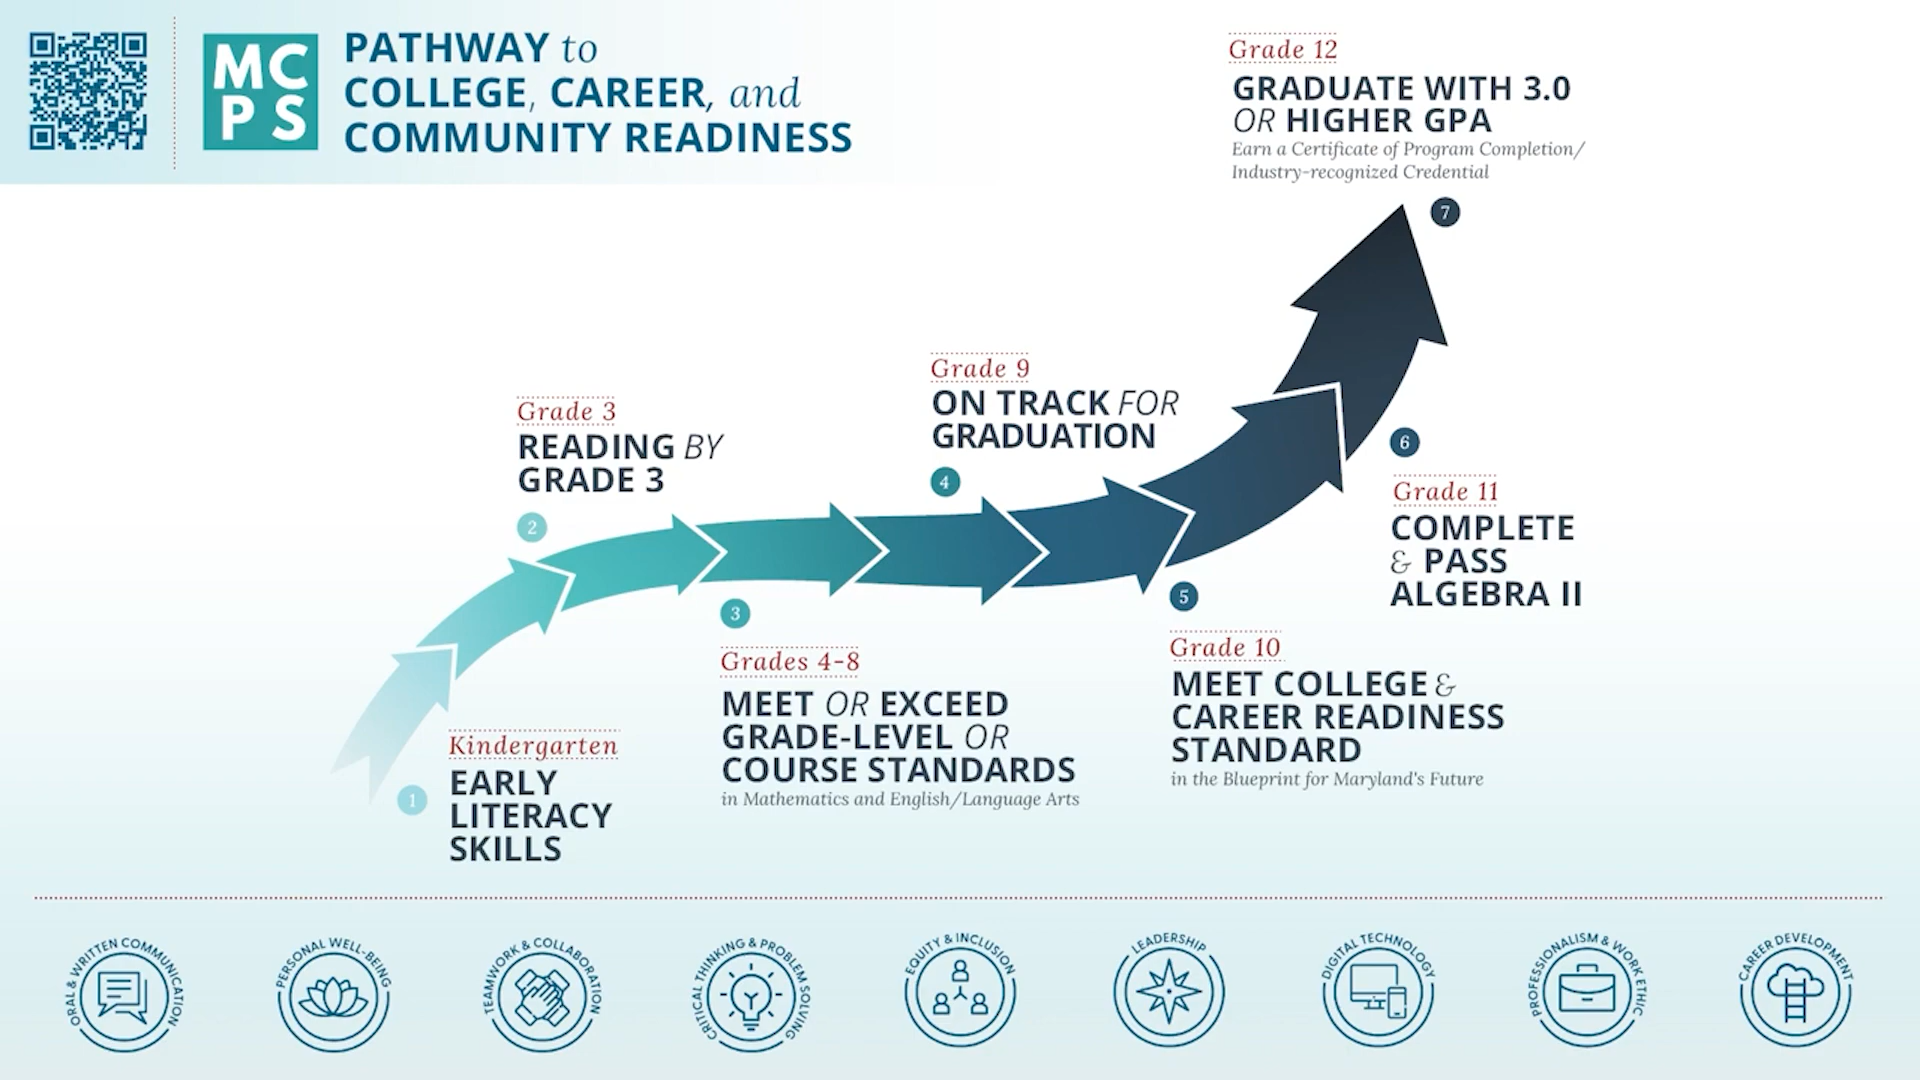 MC
PS
PATHWAY to
COLLEGE, CAREER, and
COMMUNITY READINESS
Grade 12
GRADUATE WITH 3.0
OR HIGHER GPA
Earn a Certificate of Program Completion/
Industry-recognized Credential
7
Grade 9
ON TRACK FOR
GRADUATION
4
Grade 3
READING BY
GRADE 3
2
6
Grade 11
COMPLETE
& PASS
ALGEBRA II
3
Grades 4-8
MEET OR EXCEED
GRADE-LEVEL OR
COURSE STANDARDS
in Mathematics and English/Language Arts
5
Grade 10
MEET COLLEGE &
CAREER READINESS
STANDARD
in the Blueprint for Maryland's Future
1
Kindergarten
EARLY
LITERACY
SKILLS
ORAL & WRITTEN COMMUNICATION
PERSONAL WELL-BEING
TEAMWORK & COLLABORATION
CRITICAL THINKING & PROBLEM SOLVING
EQUITY & INCLUSION
LEADERSHIP
DIGITAL TECHNOLOGY
PROFESSIONALISM & WORK ETHIC
CAREER DEVELOPMENT